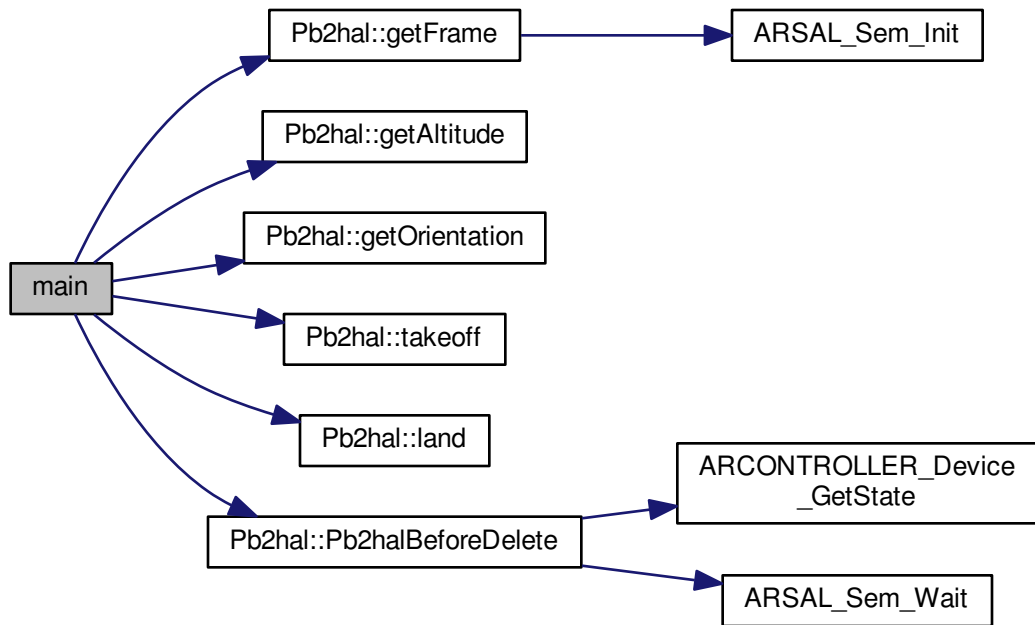 Pb2hal::getFrame
ARSAL_Sem_Init
Pb2hal::getAltitude
Pb2hal::getOrientation
main
Pb2hal::takeoff
Pb2hal::land
ARCONTROLLER_Device
_GetState
Pb2hal::Pb2halBeforeDelete
ARSAL_Sem_Wait